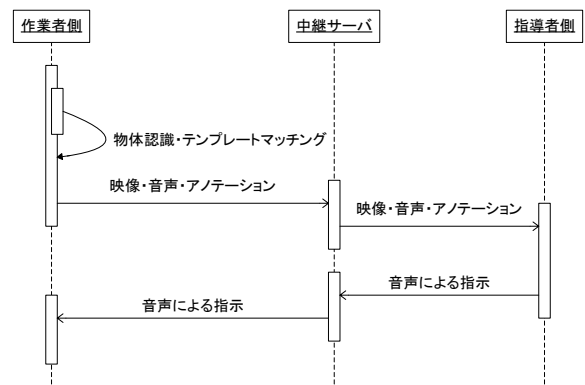 作業者側
中継サーバ
指導者側
物体認識・テンプレートマッチング
映像・音声・アノテーション
映像・音声・アノテーション
音声による指示
音声による指示